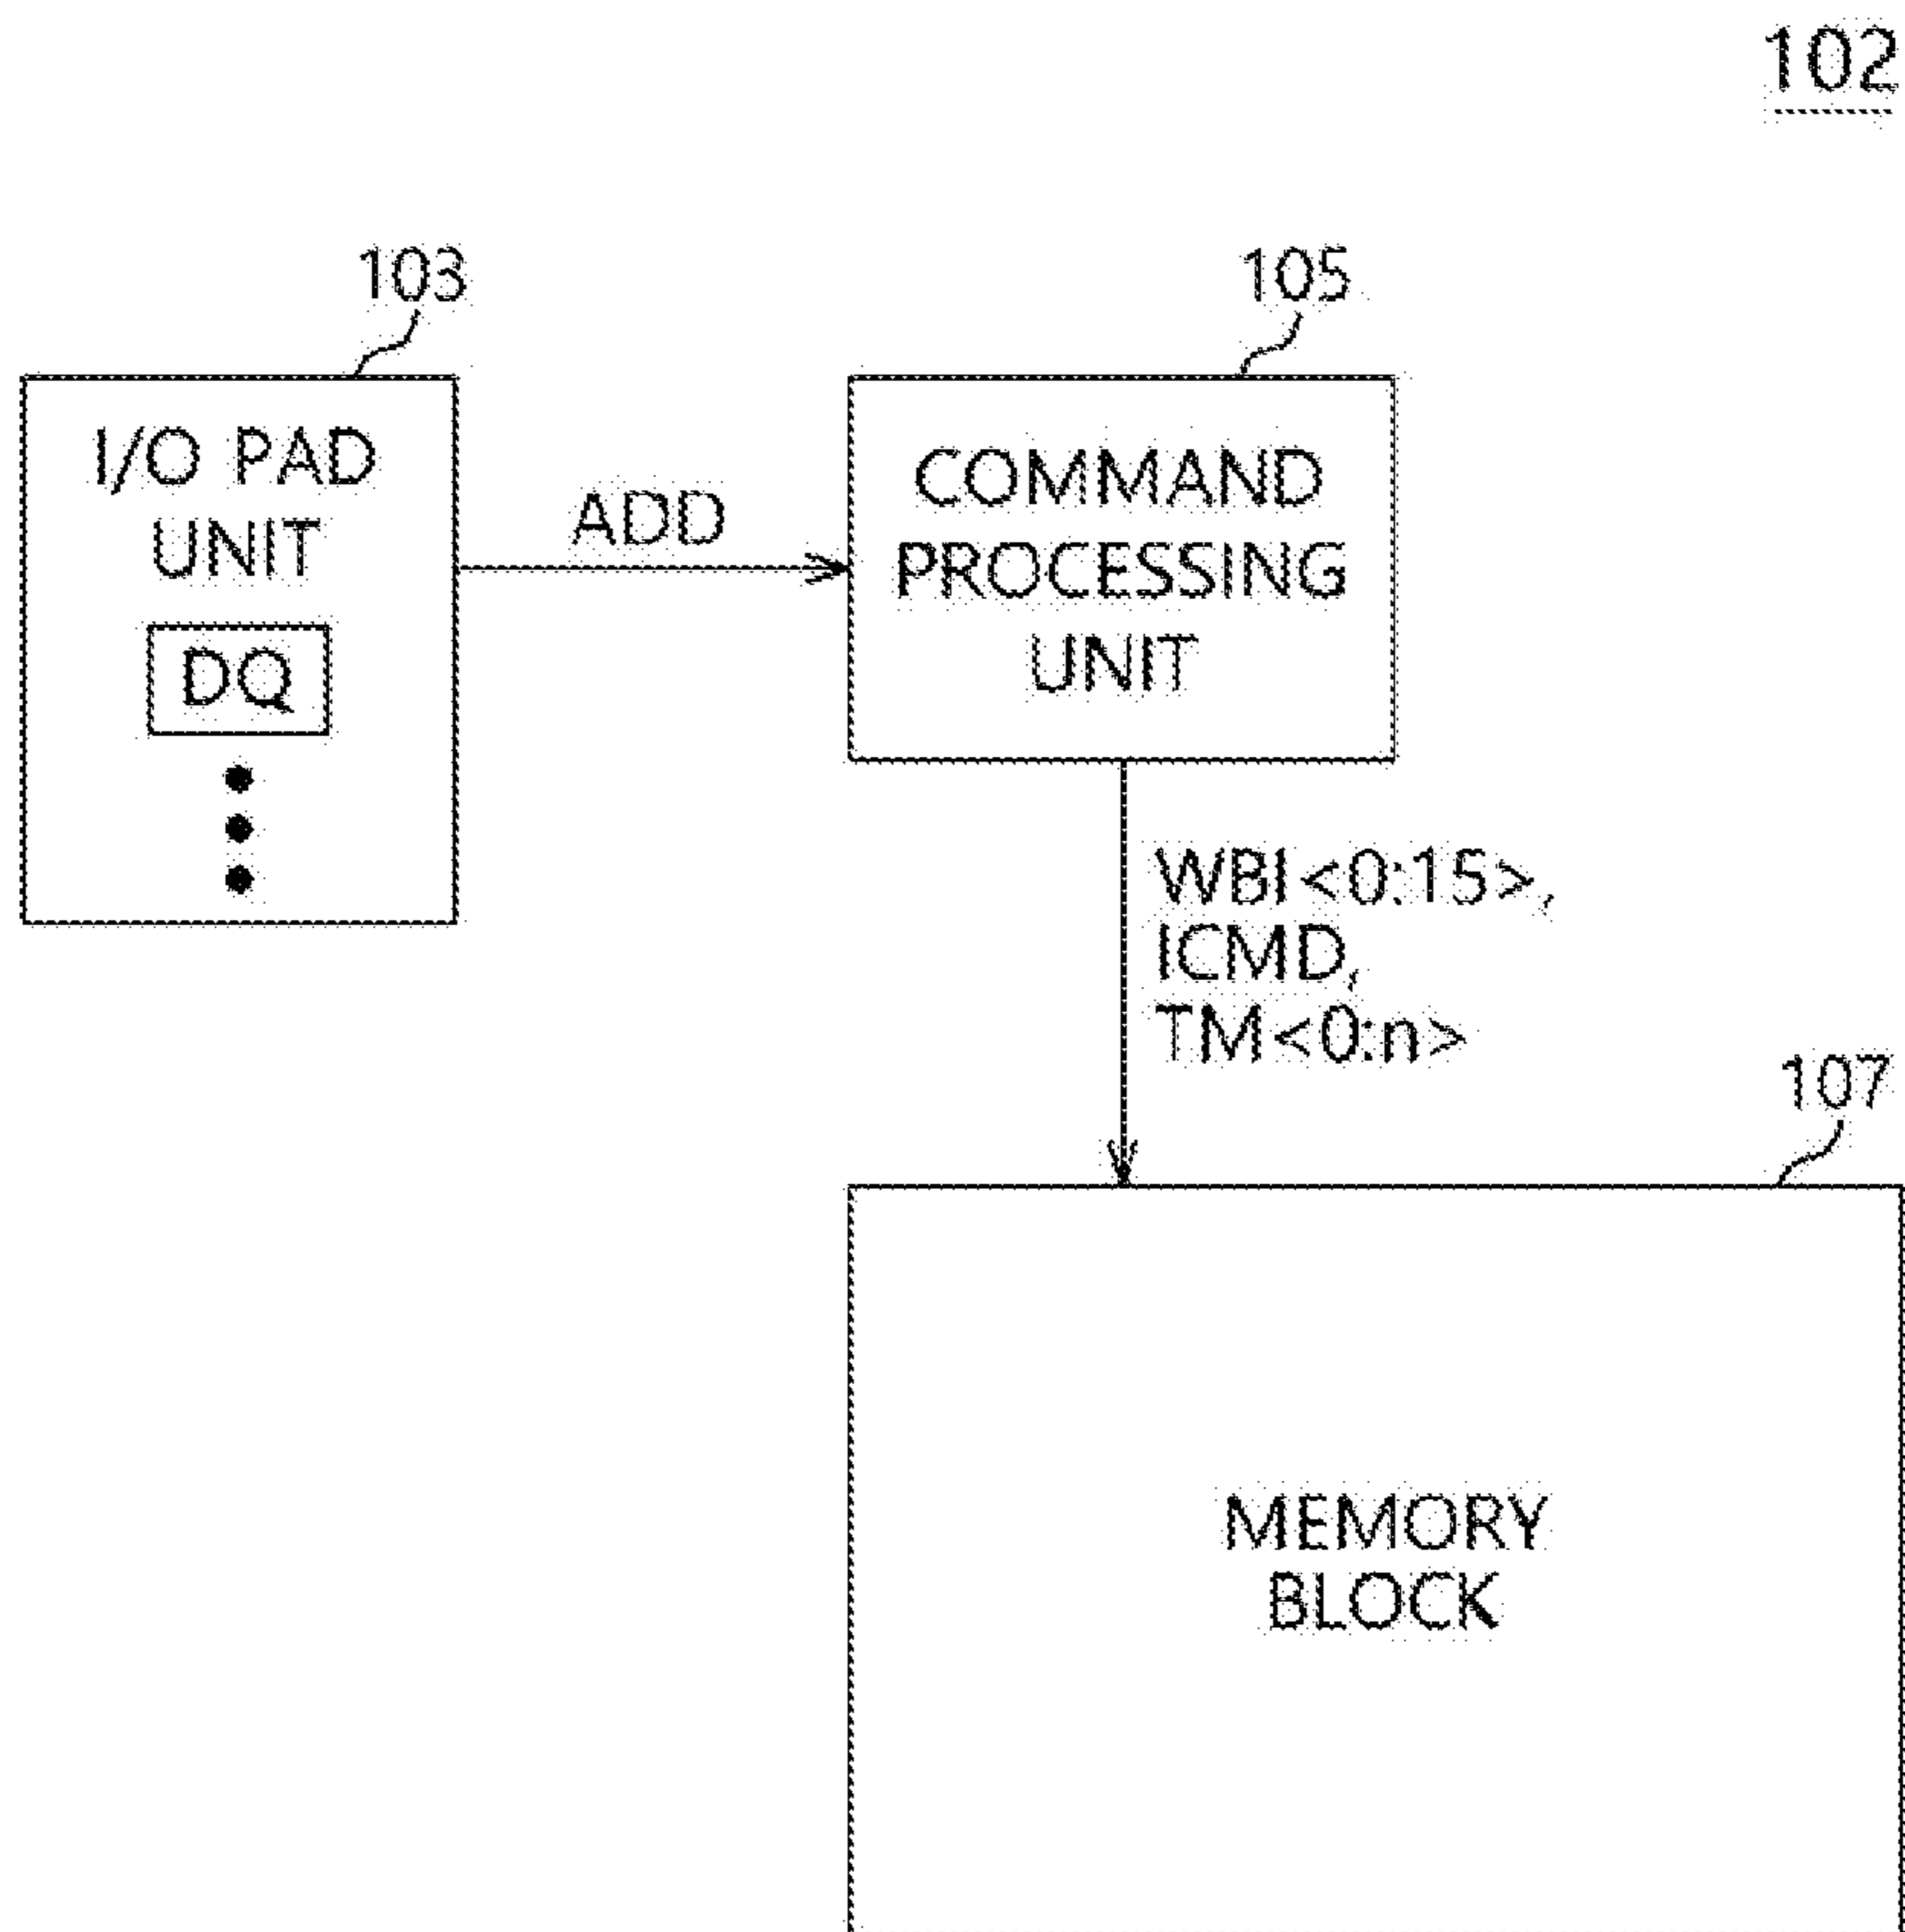 102
103
105
I/O PAD
UNIT
DQ
ADD
COMMAND
PROCESSING
UNIT
WBI<0:15>,
ICMD,
TM<0:n>
107
MEMORY
BLOCK